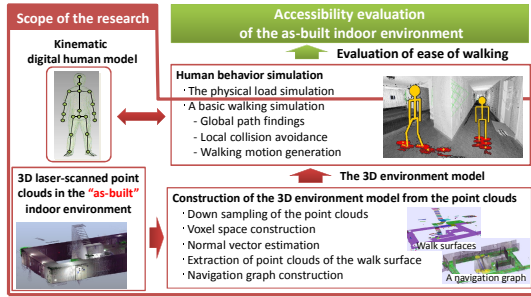 Scope of the research
Accessibility evaluation
of the as-built indoor environment
Kinematic
digital human model
Evaluation of ease of walking
Human behavior simulation
· The physical load simulation
· A basic walking simulation
- Global path findings
- Local collision avoidance
- Walking motion generation
3D laser-scanned point
clouds in the "as-built"
indoor environment
The 3D environment model
Construction of the 3D environment model from the point clouds
· Down sampling of the point clouds
· Voxel space construction
· Normal vector estimation
· Extraction of point clouds of the walk surface
· Navigation graph construction
Walk surfaces
A navigation graph